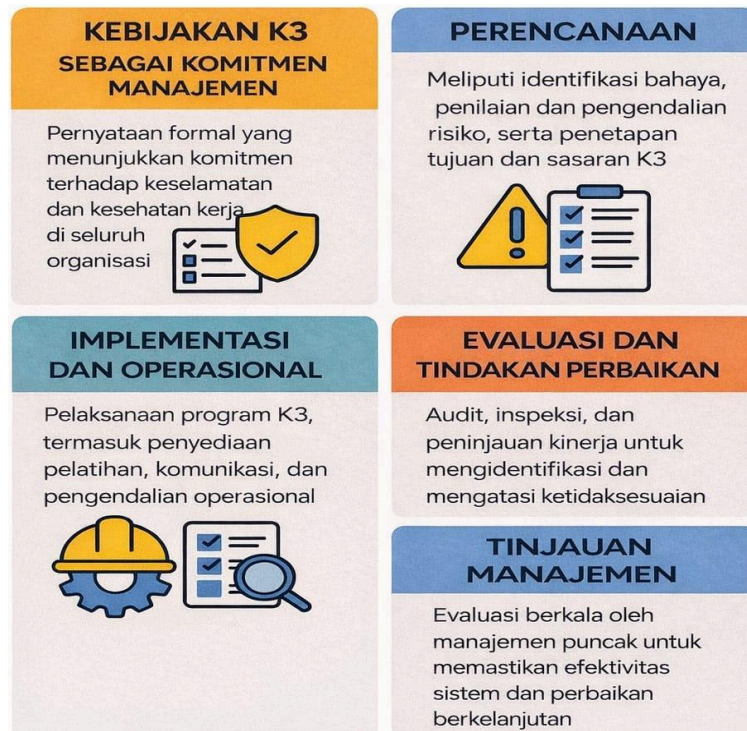 KEBIJAKAN K3
SEBAGAI KOMITMEN
MANAJEMEN
Pernyataan formal yang
menunjukkan komitmen
terhadap keselamatan
dan kesehatan kerja
di seluruh
organisasi
PERENCANAAN
Meliputi identifikasi bahaya,
penilaian dan pengendalian
risiko, serta penetapan
tujuan dan sasaran K3
IMPLEMENTASI
DAN OPERASIONAL
Pelaksanaan program K3,
termasuk penyediaan
pelatihan, komunikasi, dan
pengendalian operasional
EVALUASI DAN
TINDAKAN PERBAIKAN
Audit, inspeksi, dan
peninjauan kinerja untuk
mengidentifikasi dan
mengatasi ketidaksesuaian
TINJAUAN
MANAJEMEN
Evaluasi berkala oleh
manajemen puncak untuk
memastikan efektivitas
sistem dan perbaikan
berkelanjutan